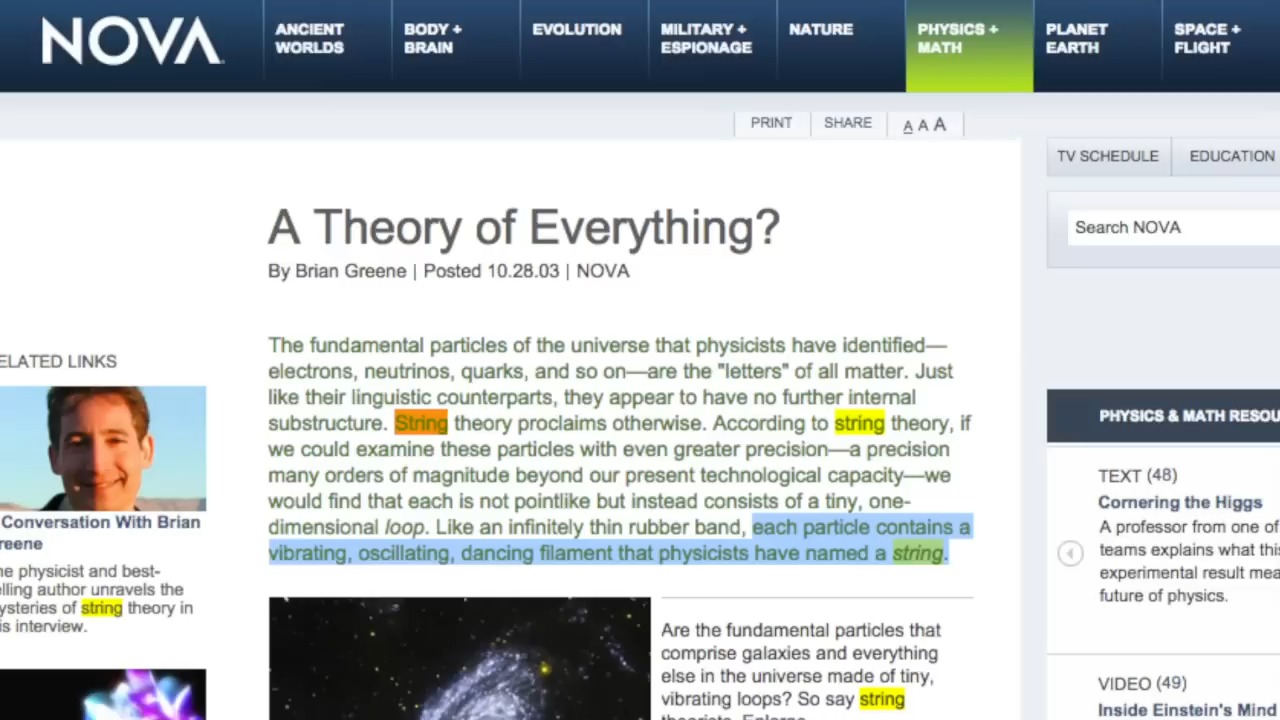 NOVA
ANCIENT
WORLDS
BODY +
BRAIN
EVOLUTION
MILITARY +
ESPIONAGE
NATURE
PHYSICS +
MATH
PLANET
EARTH
SPACE +
FLIGHT
PRINT
SHARE
A A A
TV SCHEDULE
EDUCATION
Search NOVA
A Theory of Everything?
By Brian Greene | Posted 10.28.03 | NOVA
The fundamental particles of the universe that physicists have identified—
electrons, neutrinos, quarks, and so on—are the "letters" of all matter. Just
like their linguistic counterparts, they appear to have no further internal
substructure. String theory proclaims otherwise. According to string theory, if
we could examine these particles with even greater precision—a precision
many orders of magnitude beyond our present technological capacity—we
would find that each is not pointlike but instead consists of a tiny, one-
dimensional loop. Like an infinitely thin rubber band, each particle contains a
vibrating, oscillating, dancing filament that physicists have named a string.
ELATED LINKS
Conversation With Brian
reene
ne physicist and best-
elling author unravels the
ysteries of string theory in
is interview.
Are the fundamental particles that
comprise galaxies and everything
else in the universe made of tiny,
vibrating loops? So say string
PHYSICS & MATH RESOU
TEXT (48)
Cornering the Higgs
A professor from one of
teams explains what this
experimental result mea
future of physics.
VIDEO (49)
Inside Einstein's Mind